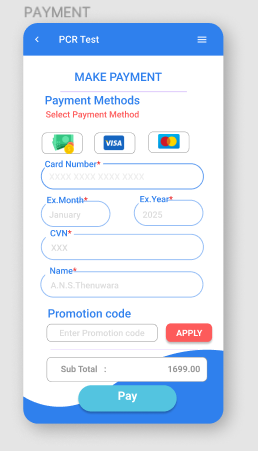 PAYMENT
PCR Test
MAKE PAYMENT
Payment Methods
Select Payment Method
VISA
Card Number*
XXXX XXXX XXXX XXXX
Ex.Month* Ex.Year*
January 2025
CVN*
XXX
Name*
A.N.S.Thenuwara
Promotion code
Enter Promotion code APPLY
Sub Total : 1699.00
Pay